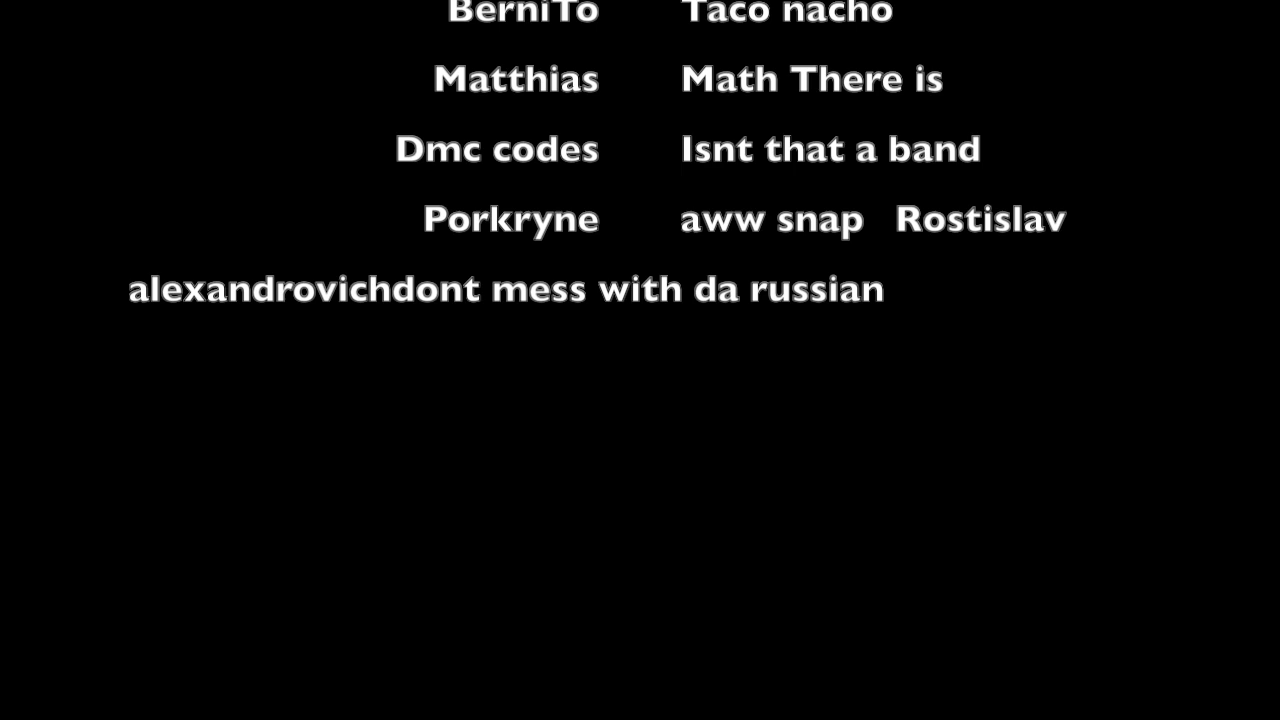 BerniTo Taco nacho
Matthias Math There is
Dmc codes Isnt that a band
Porkryne aww snap Rostislav
alexandrovichdont mess with da russian